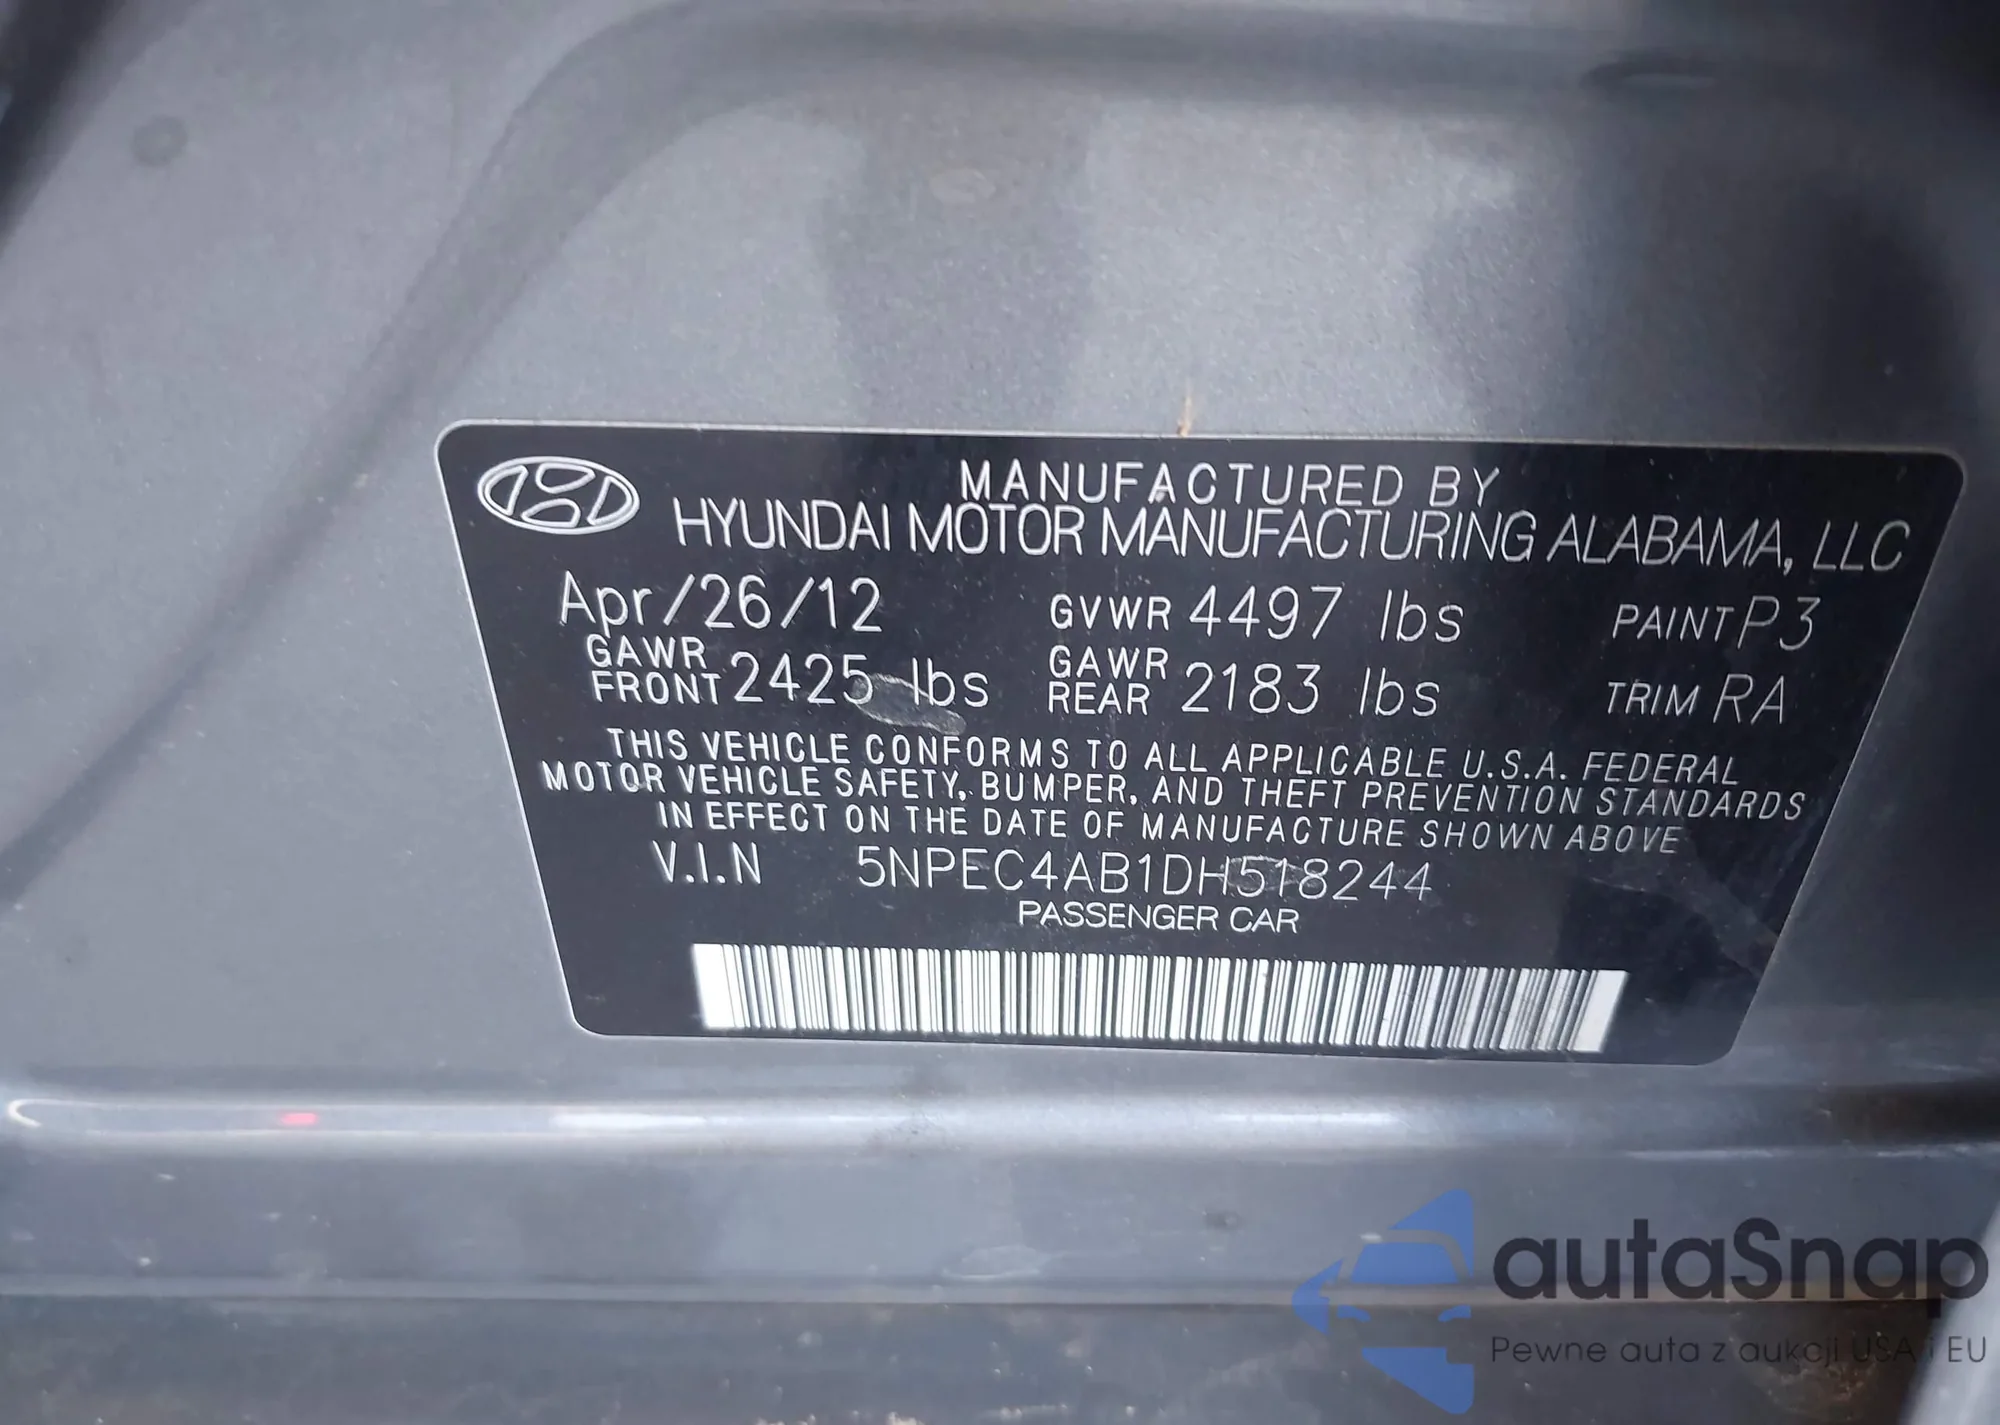 MANUFACTURED BY
HYUNDAI MOTOR MANUFACTURING ALABAMA, LLC
Apr/26/12 GVWR 4497 lbs PAINT P3
GAWR FRONT 2425 lbs GAWR REAR 2183 lbs TRIM RA
THIS VEHICLE CONFORMS TO ALL APPLICABLE U.S.A. FEDERAL
MOTOR VEHICLE SAFETY, BUMPER, AND THEFT PREVENTION STANDARDS
IN EFFECT ON THE DATE OF MANUFACTURE SHOWN ABOVE
V.I.N 5NPEC4AB1DH518244
PASSENGER CAR
autaSnap
Pewne auta z aukcji USA i EU